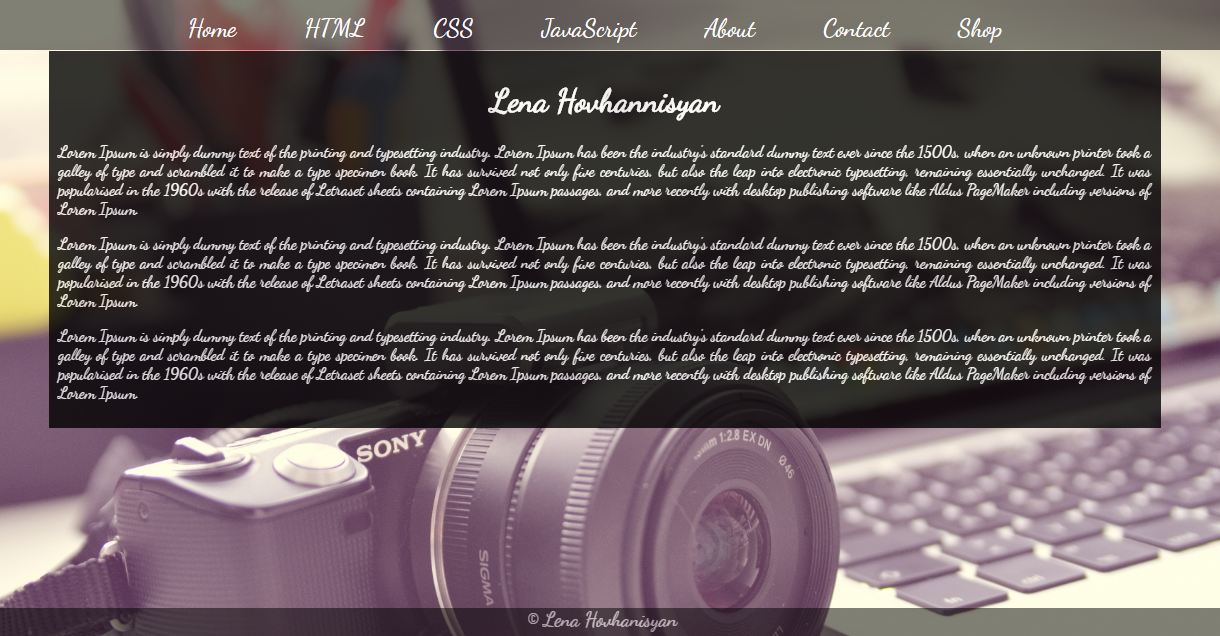 Home HTML CSS JavaScript About Contact Shop
Lena Hovhannisyan
Lorem Ipsum is simply dummy text of the printing and typesetting industry. Lorem Ipsum has been the industry's standard dummy text ever since the 1500s, when an unknown printer took a
galley of type and scrambled it to make a type specimen book. It has survived not only five centuries, but also the leap into electronic typesetting, remaining essentially unchanged. It was
popularised in the 1960s with the release of Letraset sheets containing Lorem Ipsum passages, and more recently with desktop publishing software like Aldus PageMaker including versions of
Lorem Ipsum.
Lorem Ipsum is simply dummy text of the printing and typesetting industry. Lorem Ipsum has been the industry's standard dummy text ever since the 1500s, when an unknown printer took a
galley of type and scrambled it to make a type specimen book. It has survived not only five centuries, but also the leap into electronic typesetting, remaining essentially unchanged. It was
popularised in the 1960s with the release of Letraset sheets containing Lorem Ipsum passages, and more recently with desktop publishing software like Aldus PageMaker including versions of
Lorem Ipsum.
Lorem Ipsum is simply dummy text of the printing and typesetting industry. Lorem Ipsum has been the industry's standard dummy text ever since the 1500s, when an unknown printer took a
galley of type and scrambled it to make a type specimen book. It has survived not only five centuries, but also the leap into electronic typesetting, remaining essentially unchanged. It was
popularised in the 1960s with the release of Letraset sheets containing Lorem Ipsum passages, and more recently with desktop publishing software like Aldus PageMaker including versions of
Lorem Ipsum.
SONY
1:2.8 EX DN Ø46
SIGMA
© Lena Hovhanisyan